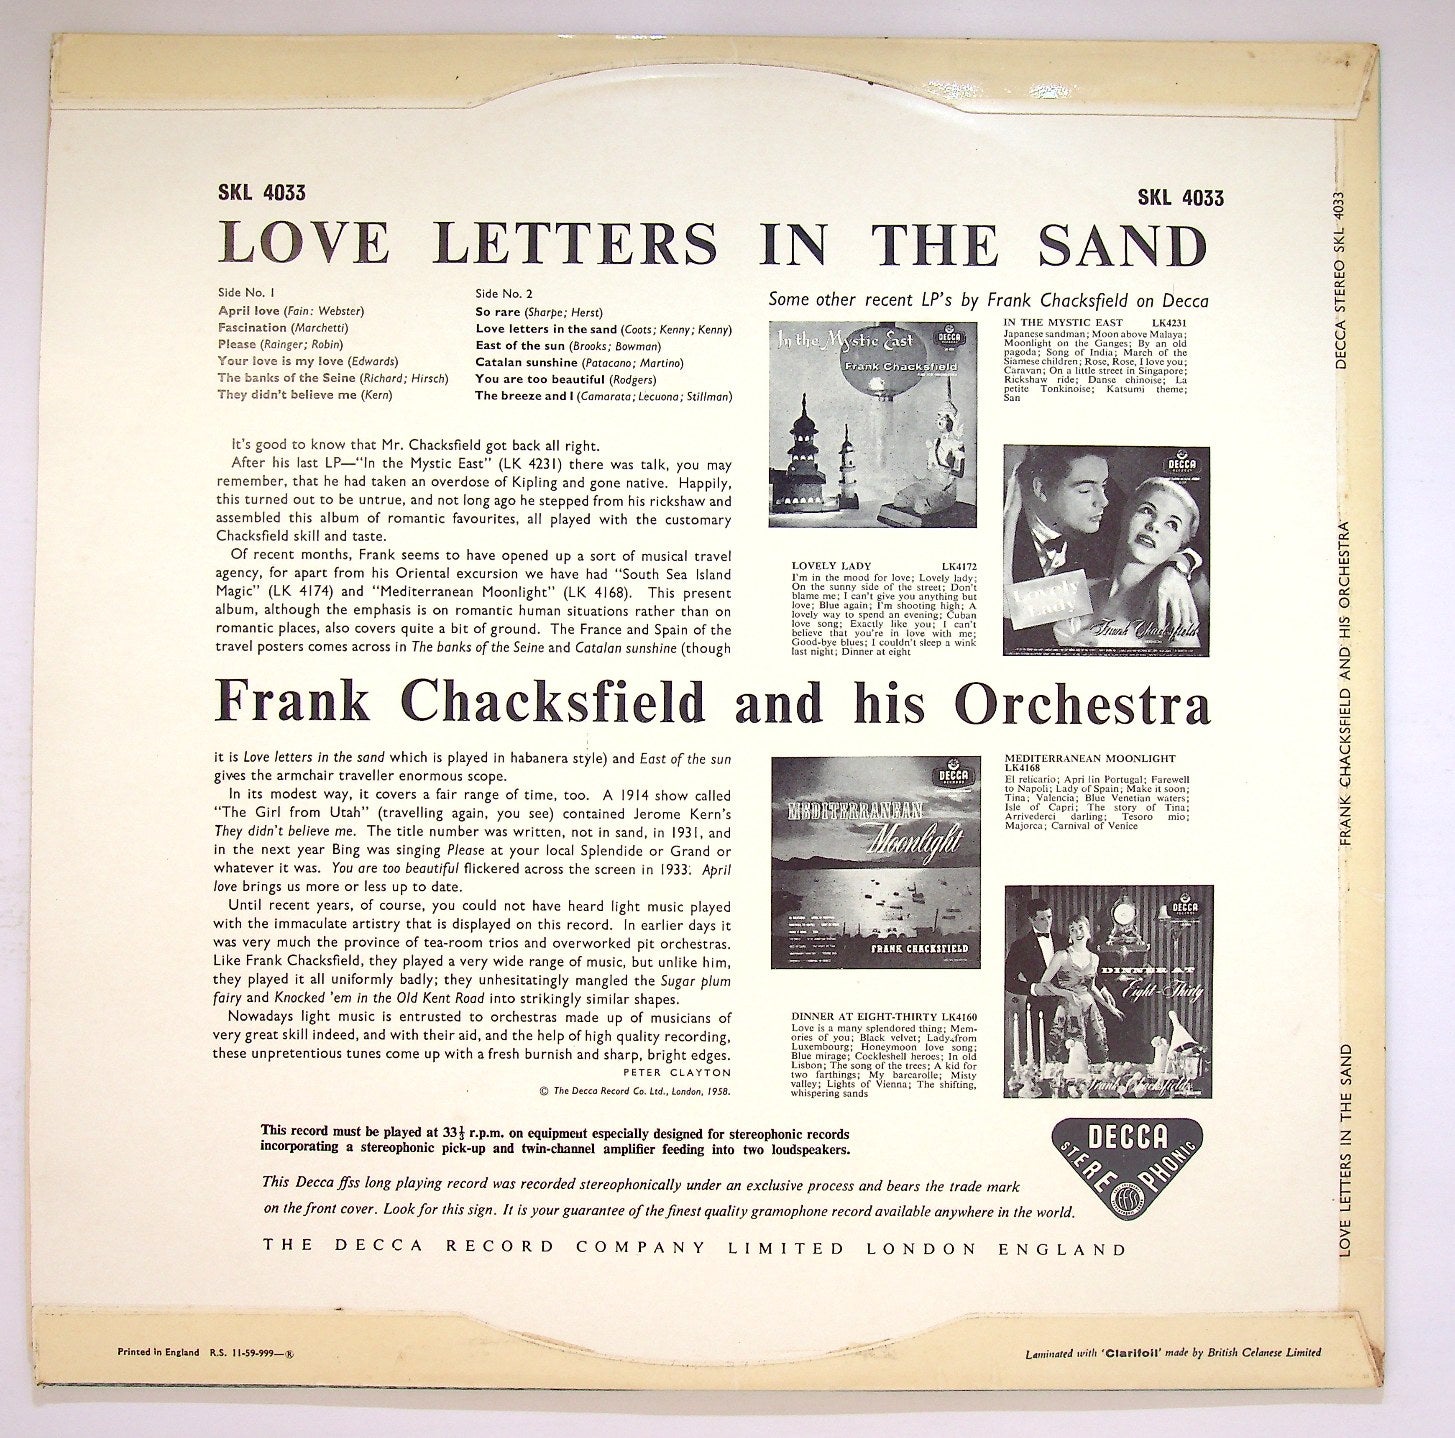 SKL 4033
SKL 4033
LOVE LETTERS IN THE SAND
Side No. 1
April love (Fain: Webster)
Fascination (Marchetti)
Please (Rainger; Robin)
Your love is my love (Edwards)
The banks of the Seine (Richard; Hirsch)
They didn't believe me (Kern)
Side No. 2
So rare (Sharpe; Herst)
Love letters in the sand (Coots; Kenny; Kenny)
East of the sun (Brooks; Bowman)
Catalan sunshine (Patacano; Martino)
You are too beautiful (Rodgers)
The breeze and I (Camarata; Lecuona; Stillman)
It's good to know that Mr. Chacksfield got back all right.
After his last LP—"In the Mystic East" (LK 4231) there was talk, you may
remember, that he had taken an overdose of Kipling and gone native. Happily,
this turned out to be untrue, and not long ago he stepped from his rickshaw and
assembled this album of romantic favourites, all played with the customary
Chacksfield skill and taste.
Of recent months, Frank seems to have opened up a sort of musical travel
agency, for apart from his Oriental excursion we have had "South Sea Island
Magic" (LK 4174) and "Mediterranean Moonlight" (LK 4168). This present
album, although the emphasis is on romantic human situations rather than on
romantic places, also covers quite a bit of ground. The France and Spain of the
travel posters comes across in The banks of the Seine and Catalan sunshine (though
Some other recent LP's by Frank Chacksfield on Decca
In the Mystic East
DECCA
Frank Chacksfield
IN THE MYSTIC EAST LK4231
Japanese sandman; Moon above Malaya;
Moonlight on the Ganges; By an old
pagoda; Song of India; March of the
Siamese children; Rose, Rose, I love you;
Caravan; On a little street in Singapore;
Rickshaw ride; Danse chinoise; La
petite Tonkinoise; Katsumi theme;
San
DECCA
Lovely
Lady
Frank Chacksfield
LOVELY LADY LK4172
I'm in the mood for love; Lovely lady;
On the sunny side of the street; Don't
blame me; I can't give you anything but
love; Blue again; I'm shooting high; A
lovely way to spend an evening; Cuban
love song; Exactly like you; I can't
believe that you're in love with me;
Good-bye blues; I couldn't sleep a wink
last night; Dinner at eight
Frank Chacksfield and his Orchestra
it is Love letters in the sand which is played in habanera style) and East of the sun
gives the armchair traveller enormous scope.
In its modest way, it covers a fair range of time, too. A 1914 show called
"The Girl from Utah" (travelling again, you see) contained Jerome Kern's
They didn't believe me. The title number was written, not in sand, in 1931, and
in the next year Bing was singing Please at your local Splendide or Grand or
whatever it was. You are too beautiful flickered across the screen in 1933. April
love brings us more or less up to date.
Until recent years, of course, you could not have heard light music played
with the immaculate artistry that is displayed on this record. In earlier days it
was very much the province of tea-room trios and overworked pit orchestras.
Like Frank Chacksfield, they played a very wide range of music, but unlike him,
they played it all uniformly badly; they unhesitatingly mangled the Sugar plum
fairy and Knocked 'em in the Old Kent Road into strikingly similar shapes.
Nowadays light music is entrusted to orchestras made up of musicians of
very great skill indeed, and with their aid, and the help of high quality recording,
these unpretentious tunes come up with a fresh burnish and sharp, bright edges.
PETER CLAYTON
© The Decca Record Co. Ltd., London, 1958.
DECCA
MEDITERRANEAN
Moonlight
FRANK CHACKSFIELD
MEDITERRANEAN MOONLIGHT
LK4168
El relicario; Apri lin Portugal; Farewell
to Napoli; Lady of Spain; Make it soon;
Tina; Valencia; Blue Venetian waters;
Isle of Capri; The story of Tina;
Arrivederci darling; Tesoro mio;
Majorca; Carnival of Venice
DECCA
DINNER AT
Eight-Thirty
Frank Chacksfield
DINNER AT EIGHT-THIRTY LK4160
Love is a many splendored thing; Mem-
ories of you; Black velvet; Lady from
Luxembourg; Honeymoon love song;
Blue mirage; Cockleshell heroes; In old
Lisbon; The song of the trees; A kid for
two farthings; My barcarolle; Misty
valley; Lights of Vienna; The shifting,
whispering sands
This record must be played at 33⅓ r.p.m. on equipment especially designed for stereophonic records
incorporating a stereophonic pick-up and twin-channel amplifier feeding into two loudspeakers.
This Decca ffss long playing record was recorded stereophonically under an exclusive process and bears the trade mark
on the front cover. Look for this sign. It is your guarantee of the finest quality gramophone record available anywhere in the world.
DECCA
STEREOPHONIC
THE DECCA RECORD COMPANY LIMITED LONDON ENGLAND
Printed in England R.S. 11-59-999—®
Laminated with 'Clarifoil' made by British Celanese Limited
DECCA STEREO SKL 4033
FRANK CHACKSFIELD AND HIS ORCHESTRA
LOVE LETTERS IN THE SAND